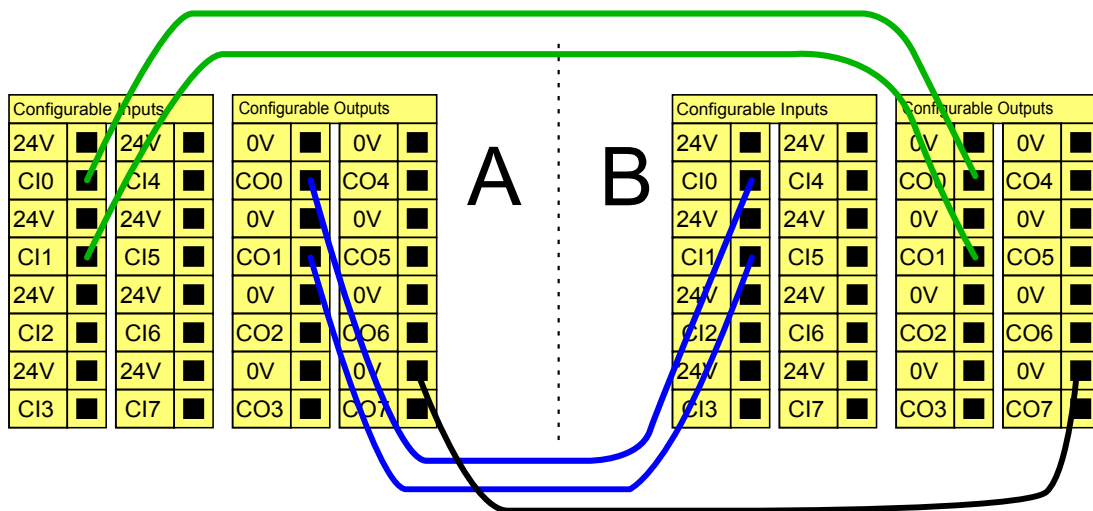 Configurable Inputs Configurable Outputs A B Configurable Inputs Configurable Outputs
24V 24V 0V 0V 24V 24V 0V 0V
CI0 CI4 CO0 CO4 CI0 CI4 CO0 CO4
24V 24V 0V 0V 24V 24V 0V 0V
CI1 CI5 CO1 CO5 CI1 CI5 CO1 CO5
24V 24V 0V 0V 24V 24V 0V 0V
CI2 CI6 CO2 CO6 CI2 CI6 CO2 CO6
24V 24V 0V 0V 24V 24V 0V 0V
CI3 CI7 CO3 CO7 CI3 CI7 CO3 CO7